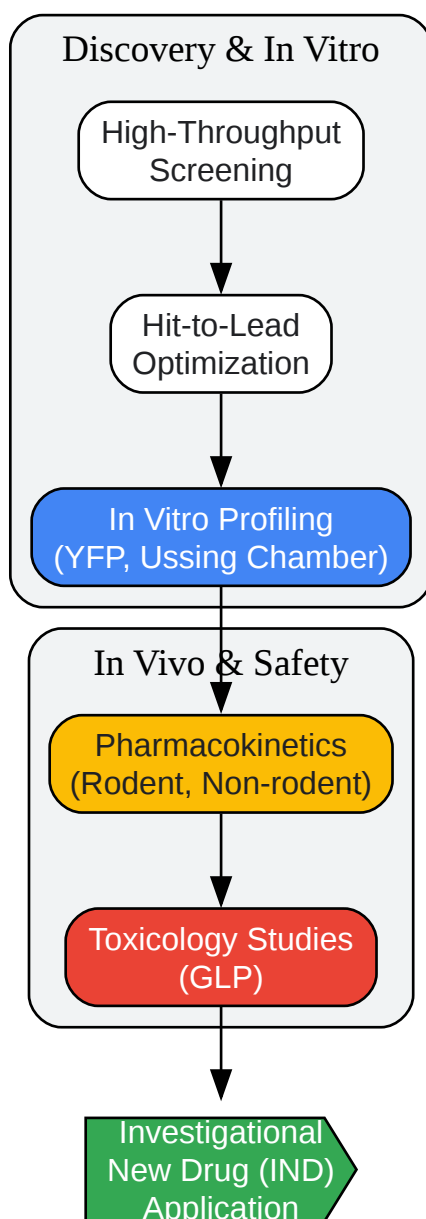 Discovery & In Vitro
High-Throughput
Screening
Hit-to-Lead
Optimization
In Vitro Profiling
(YFP, Ussing Chamber)
In Vivo & Safety
Pharmacokinetics
(Rodent, Non-rodent)
Toxicology Studies
(GLP)
Investigational
New Drug (IND)
Application